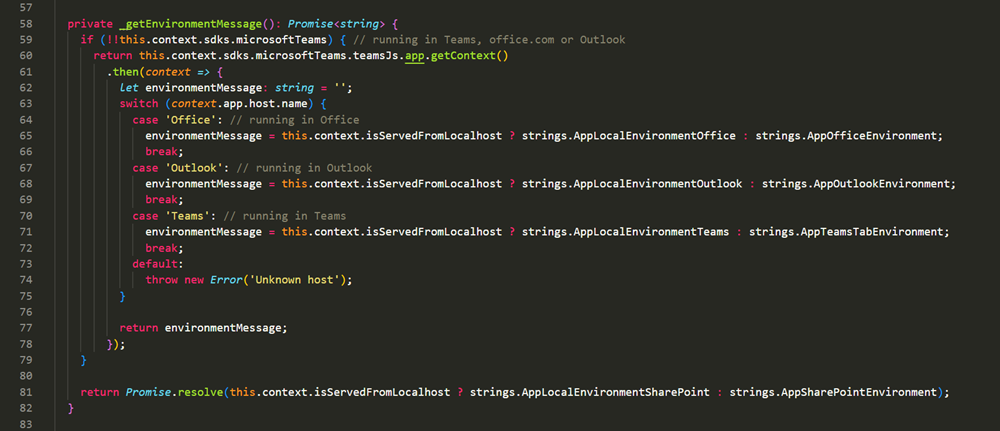 57
58 private _getEnvironmentMessage(): Promise<string> {
59 if (!!this.context.sdks.microsoftTeams) { // running in Teams, office.com or Outlook
60 return this.context.sdks.microsoftTeams.teamsJs.app.getContext()
61 .then(context => {
62 let environmentMessage: string = '';
63 switch (context.app.host.name) {
64 case 'Office': // running in Office
65 environmentMessage = this.context.isServedFromLocalhost ? strings.AppLocalEnvironmentOffice : strings.AppOfficeEnvironment;
66 break;
67 case 'Outlook': // running in Outlook
68 environmentMessage = this.context.isServedFromLocalhost ? strings.AppLocalEnvironmentOutlook : strings.AppOutlookEnvironment;
69 break;
70 case 'Teams': // running in Teams
71 environmentMessage = this.context.isServedFromLocalhost ? strings.AppLocalEnvironmentTeams : strings.AppTeamsTabEnvironment;
72 break;
73 default:
74 throw new Error('Unknown host');
75 }
76
77 return environmentMessage;
78 });
79 }
80
81 return Promise.resolve(this.context.isServedFromLocalhost ? strings.AppLocalEnvironmentSharePoint : strings.AppSharePointEnvironment);
82 }
83